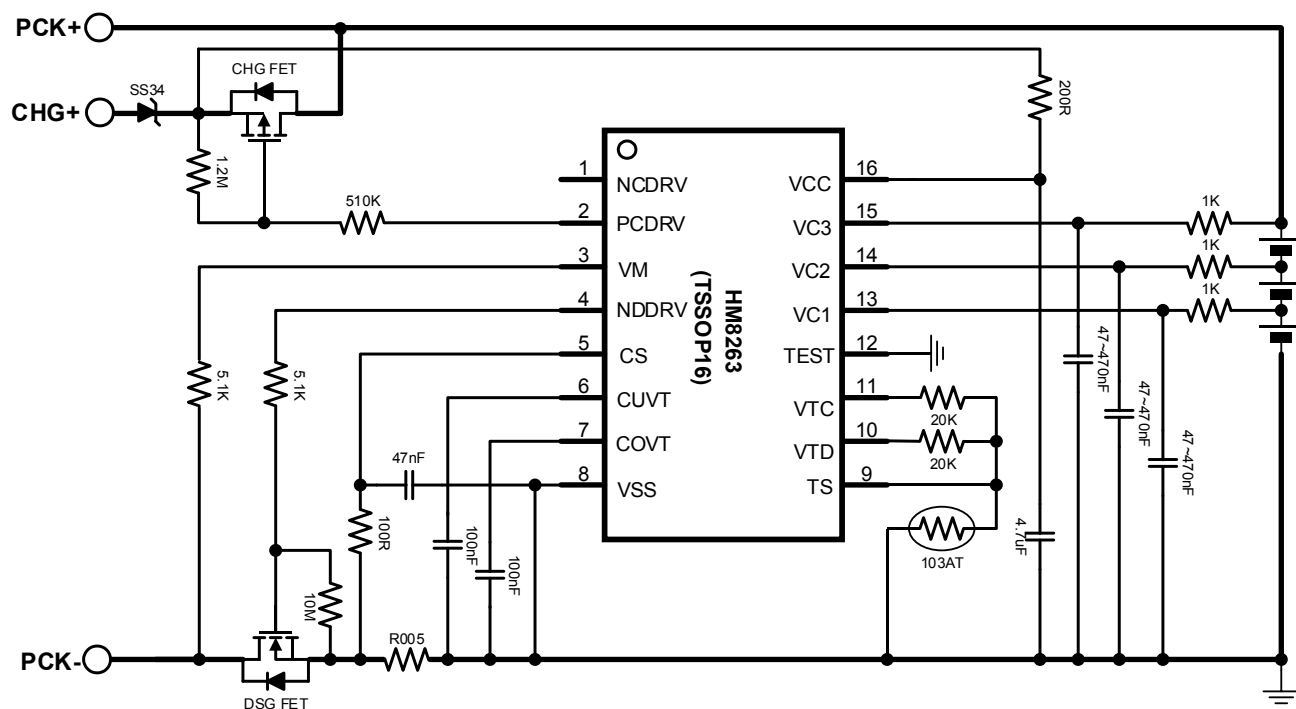 PCK+
CHG+
SS34
CHG FET
1.2M
510K
200R
HM8263
(TSSOP16)
1 NCDRV
2 PCDRV
3 VM
4 NDDRV
5 CS
6 CUVT
7 COVT
8 VSS
16 VCC
15 VC3
14 VC2
13 VC1
12 TEST
11 VTC
10 VTD
9 TS
1K
1K
1K
5.1K
5.1K
47nF
100R
100nF
100nF
10M
20K
20K
103AT
4.7uF
47~470nF
47~470nF
47~470nF
R005
PCK-
DSG FET